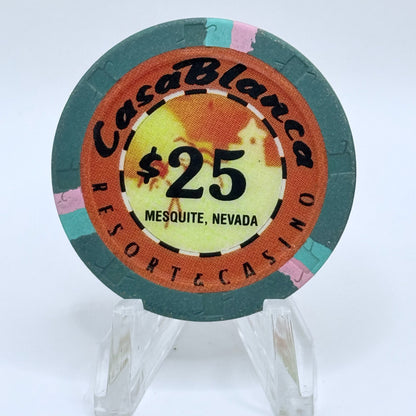 CasaBlanca
$25
MESQUITE, NEVADA
RESORT & CASINO